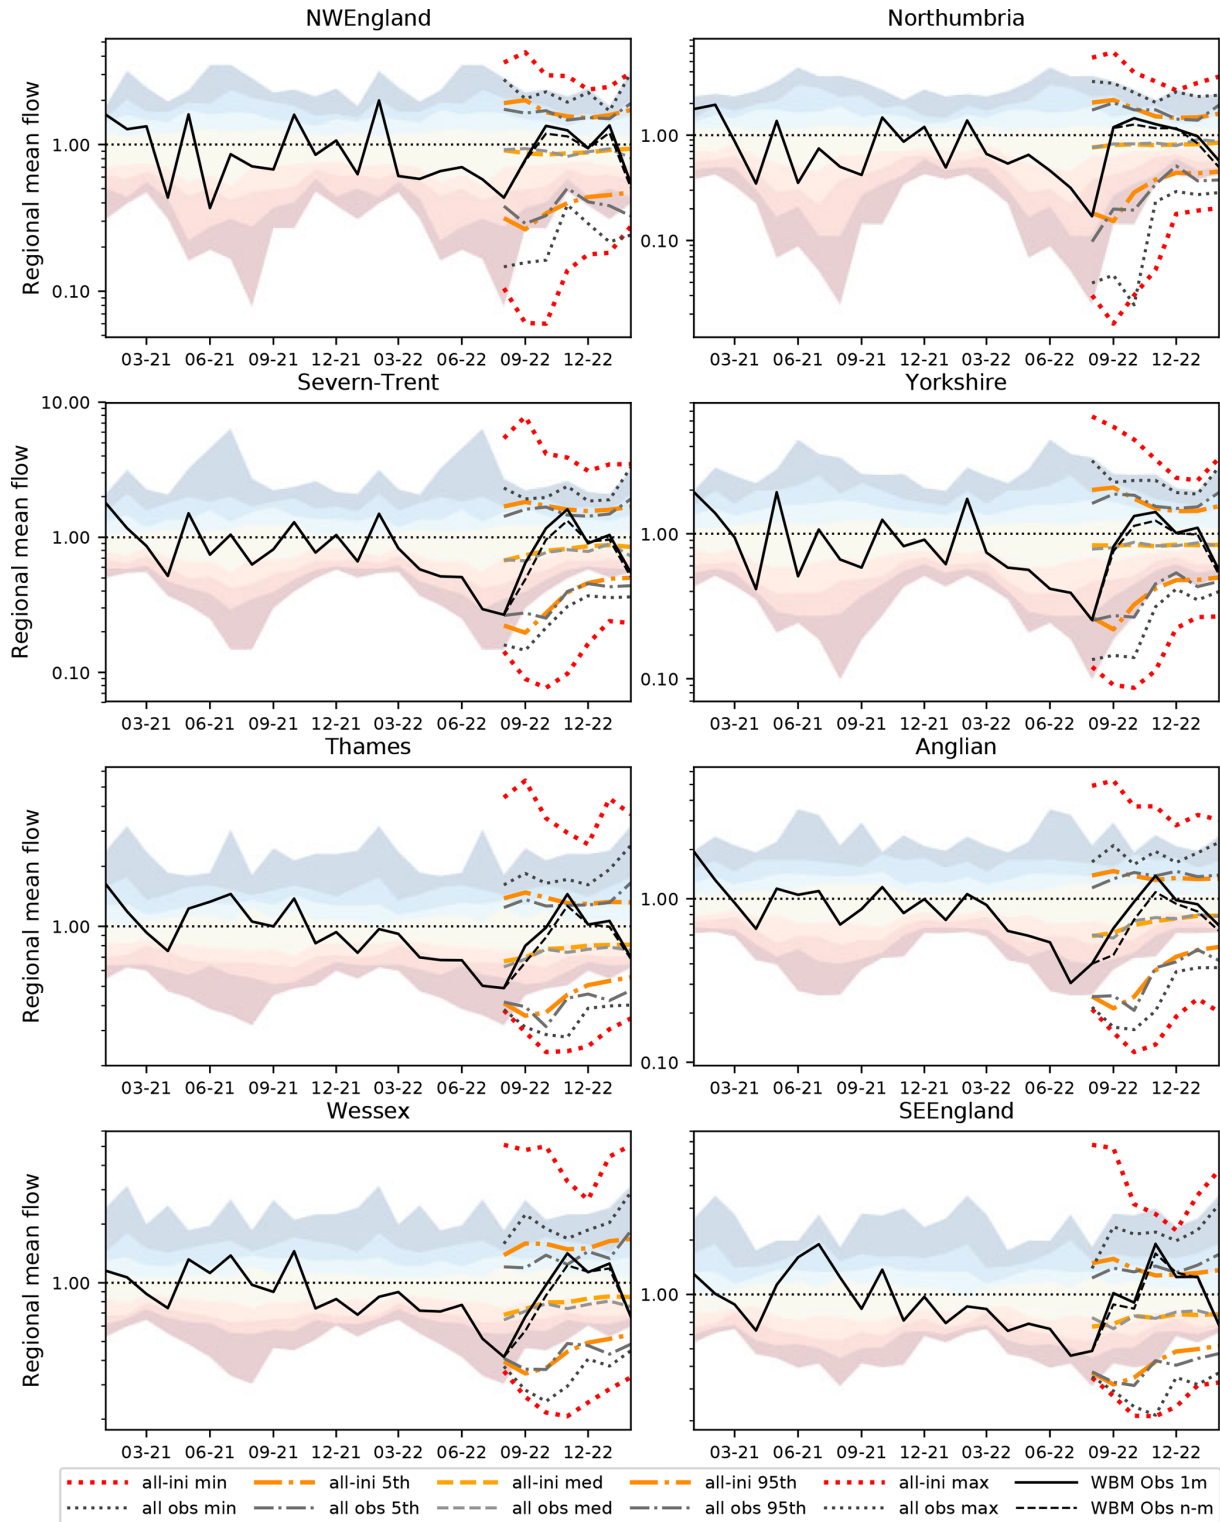 NWEngland
Northumbria
Regional mean flow
1.00
0.10
1.00
0.10
03-21 06-21 09-21 12-21 03-22 06-22 09-22 12-22
03-21 06-21 09-21 12-21 03-22 06-22 09-22 12-22
Severn-Trent
Yorkshire
Regional mean flow
10.00
1.00
0.10
1.00
0.10
03-21 06-21 09-21 12-21 03-22 06-22 09-22 12-22
03-21 06-21 09-21 12-21 03-22 06-22 09-22 12-22
Thames
Anglian
Regional mean flow
1.00
1.00
0.10
03-21 06-21 09-21 12-21 03-22 06-22 09-22 12-22
03-21 06-21 09-21 12-21 03-22 06-22 09-22 12-22
Wessex
SEEngland
Regional mean flow
1.00
1.00
03-21 06-21 09-21 12-21 03-22 06-22 09-22 12-22
03-21 06-21 09-21 12-21 03-22 06-22 09-22 12-22
all-ini min all-ini 5th all-ini med all-ini 95th all-ini max WBM Obs 1m
all obs min all obs 5th all obs med all obs 95th all obs max WBM Obs n-m